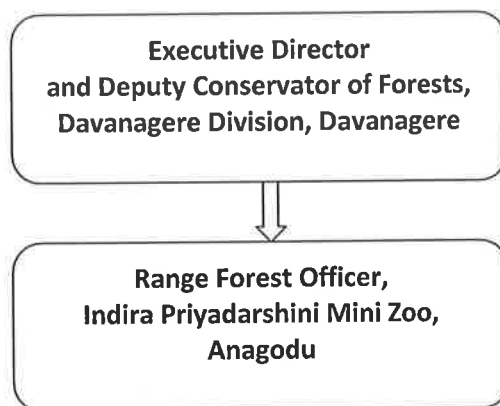 Executive Director
and Deputy Conservator of Forests,
Davanagere Division, Davanagere
Range Forest Officer,
Indira Priyadarshini Mini Zoo,
Anagodu